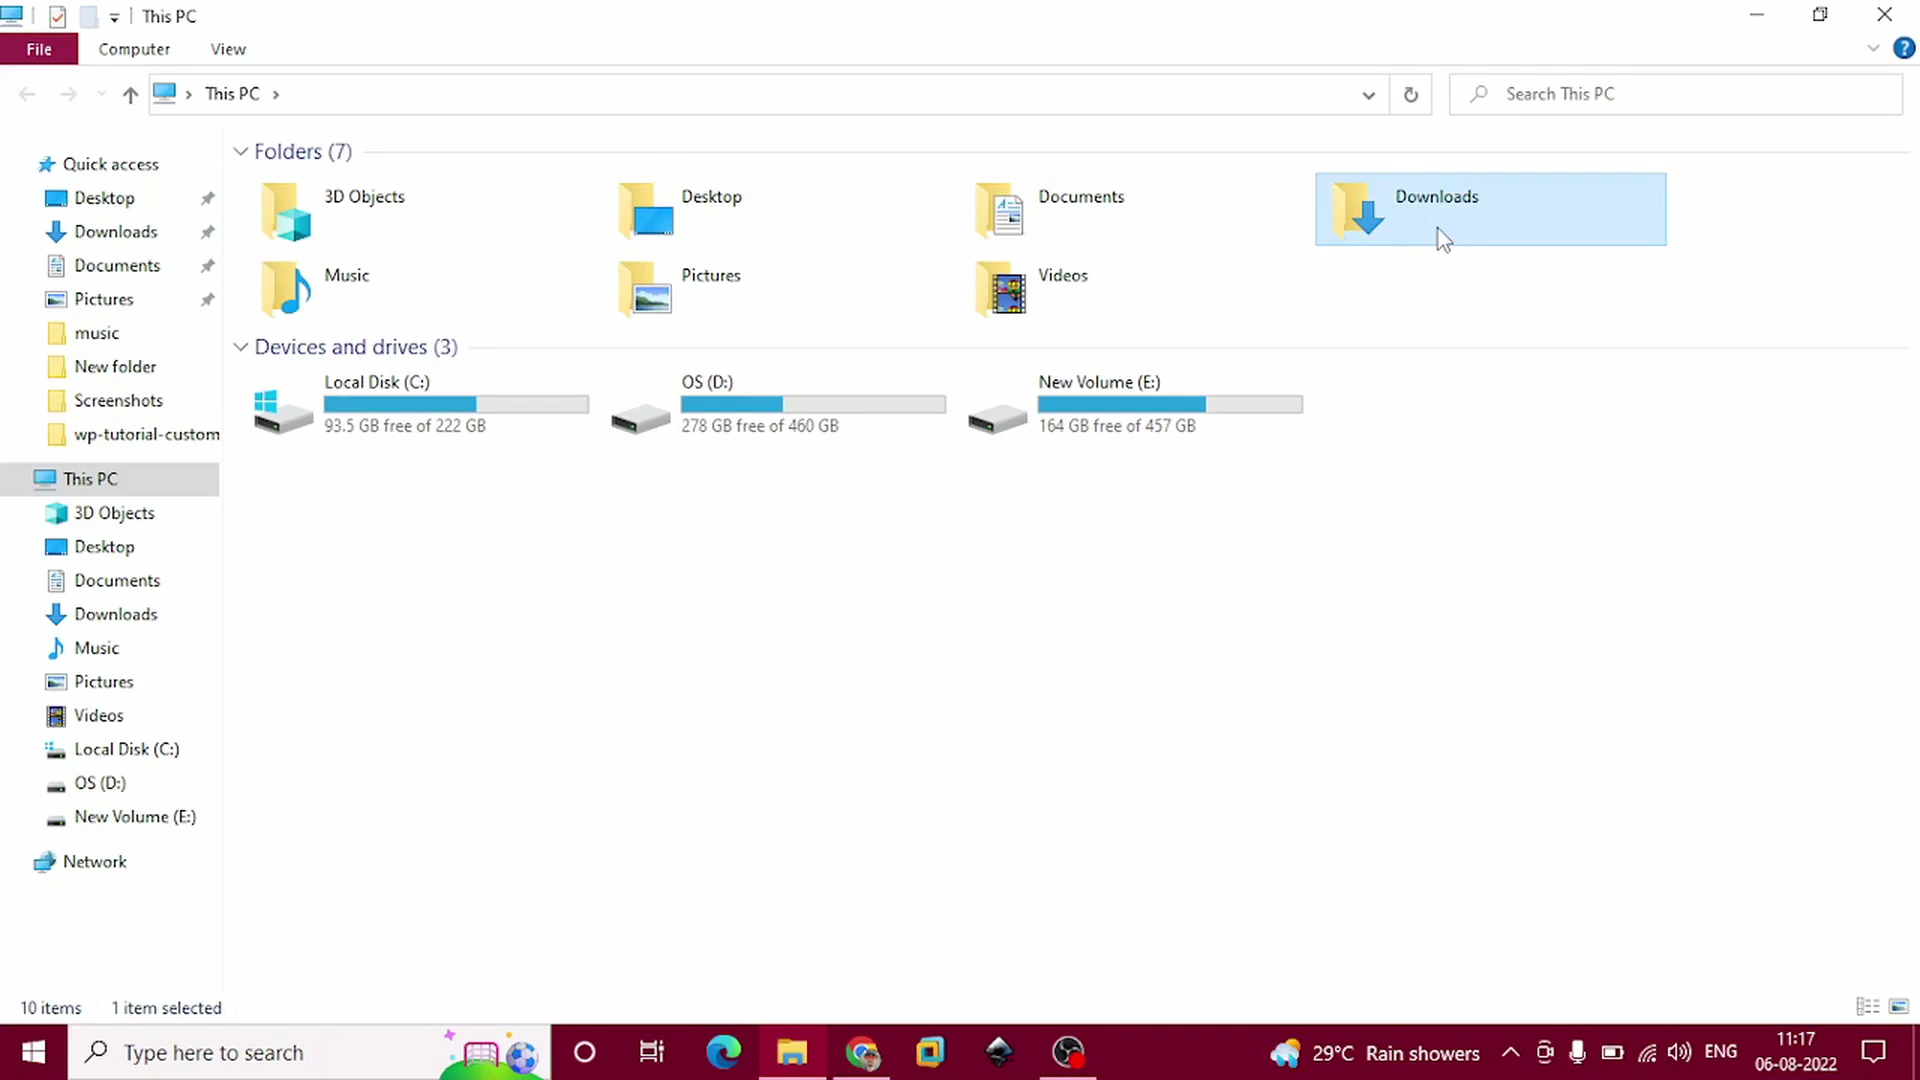 This PC
File Computer View
This PC
Search This PC
Quick access
Desktop
Downloads
Documents
Pictures
music
New folder
Screenshots
wp-tutorial-custom
This PC
3D Objects
Desktop
Documents
Downloads
Music
Pictures
Videos
Local Disk (C:)
OS (D:)
New Volume (E:)
Network
Folders (7)
3D Objects
Desktop
Documents
Downloads
Music
Pictures
Videos
Devices and drives (3)
Local Disk (C:)
93.5 GB free of 222 GB
OS (D:)
278 GB free of 460 GB
New Volume (E:)
164 GB free of 457 GB
10 items 1 item selected
Type here to search
29°C Rain showers
ENG
11:17
06-08-2022